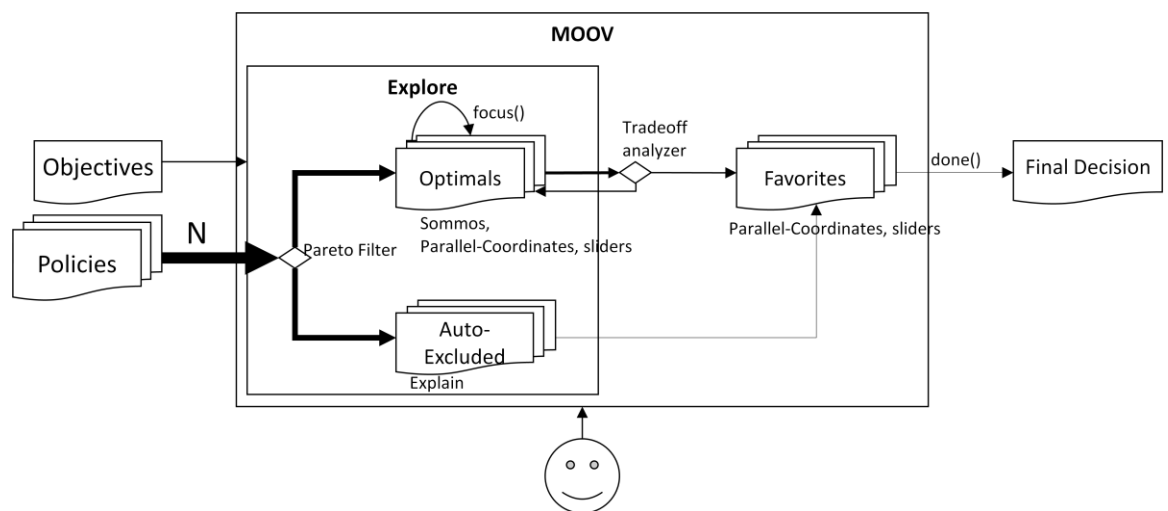 MOOV
Explore
focus()
Objectives
Optimals
Tradeoff
analyzer
Favorites
done()
Final Decision
N
Policies
Pareto Filter
Sommos,
Parallel-Coordinates, sliders
Parallel-Coordinates, sliders
Auto-
Excluded
Explain